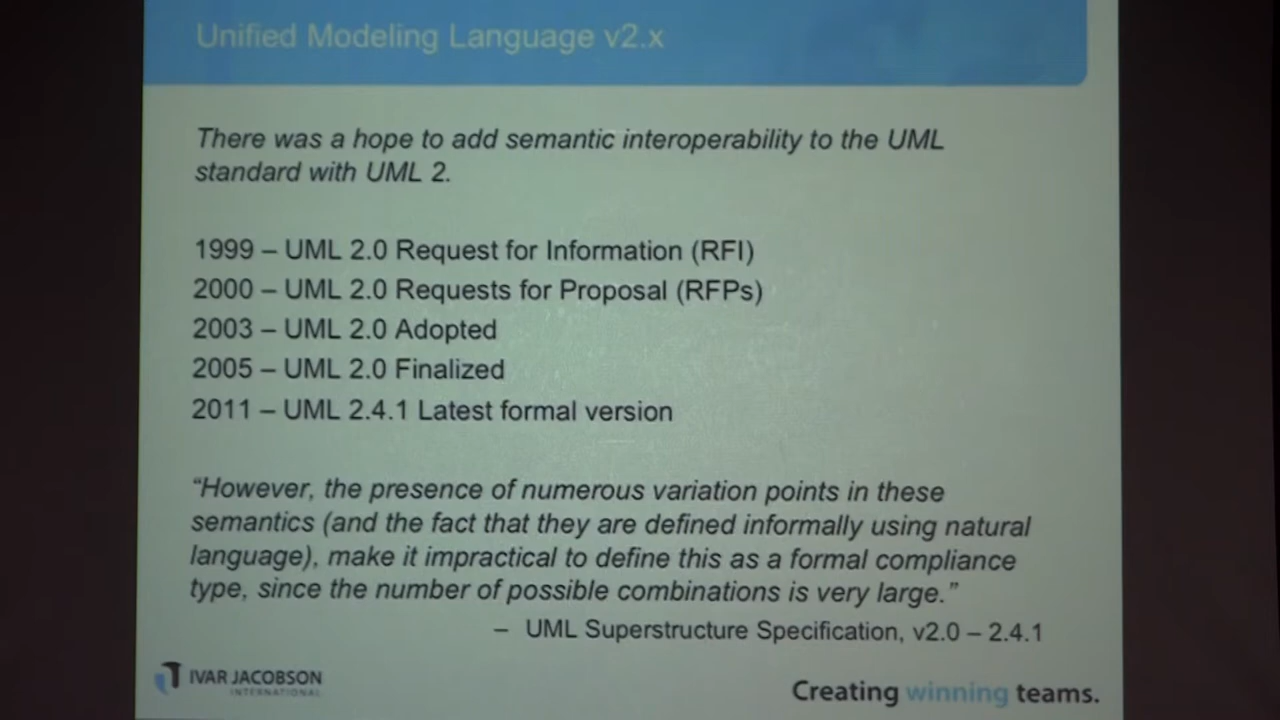 Unified Modeling Language v2.x
There was a hope to add semantic interoperability to the UML
standard with UML 2.
1999 – UML 2.0 Request for Information (RFI)
2000 – UML 2.0 Requests for Proposal (RFPs)
2003 – UML 2.0 Adopted
2005 – UML 2.0 Finalized
2011 – UML 2.4.1 Latest formal version
“However, the presence of numerous variation points in these
semantics (and the fact that they are defined informally using natural
language), make it impractical to define this as a formal compliance
type, since the number of possible combinations is very large.”
– UML Superstructure Specification, v2.0 – 2.4.1
IVAR JACOBSON
INTERNATIONAL
Creating winning teams.